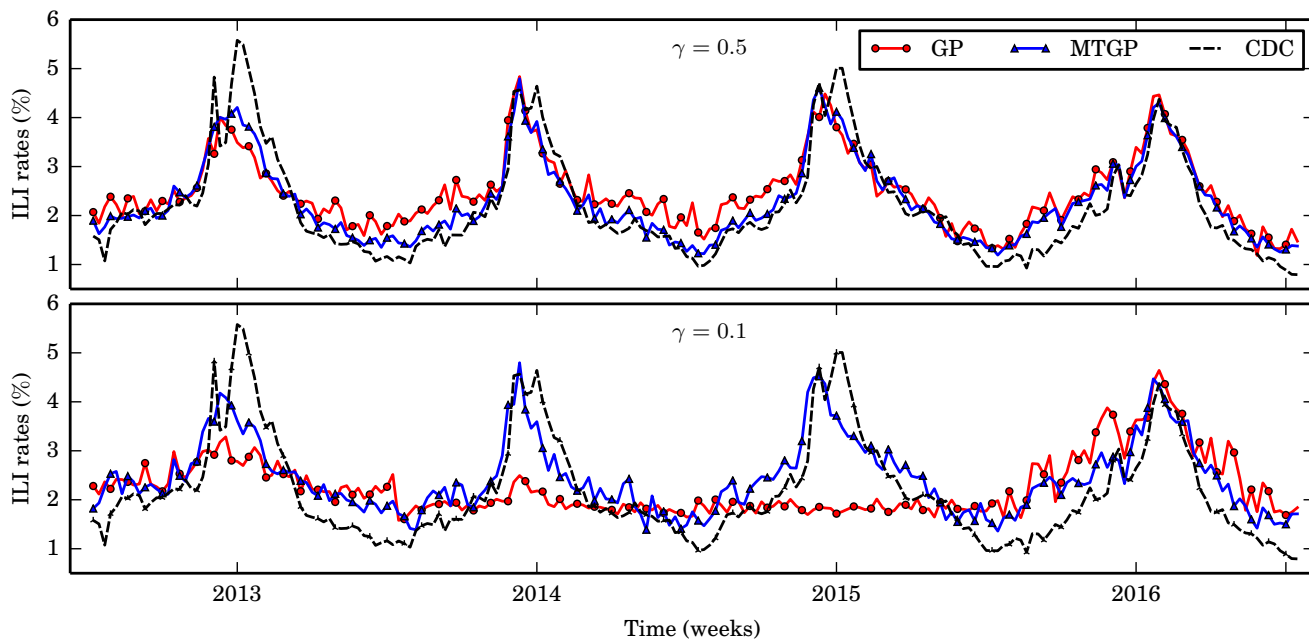 6
5
4
3
2
1
ILI rates (%)
γ = 0.5
GP MTGP CDC
6
5
4
3
2
1
ILI rates (%)
γ = 0.1
2013 2014 2015 2016
Time (weeks)